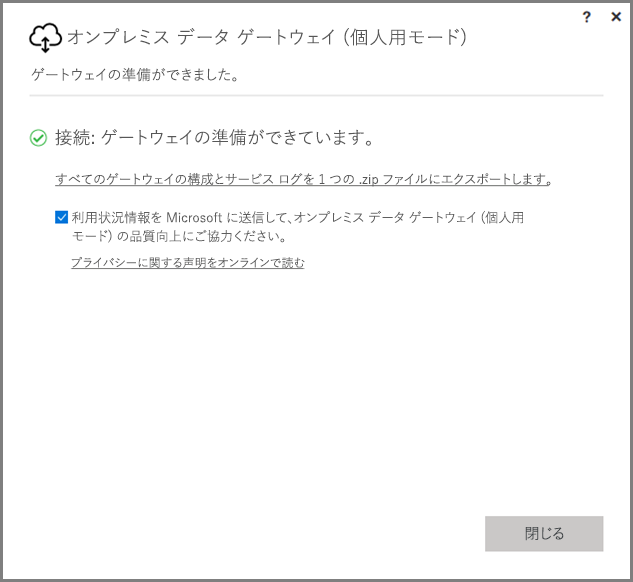 ? ×
オンプレミス データ ゲートウェイ (個人用モード)
ゲートウェイの準備ができました。
接続: ゲートウェイの準備ができています。
すべてのゲートウェイの構成とサービス ログを 1 つの .zip ファイルにエクスポートします。
利用状況情報を Microsoft に送信して、オンプレミス データ ゲートウェイ (個人用
モード) の品質向上にご協力ください。
プライバシーに関する声明をオンラインで読む
閉じる